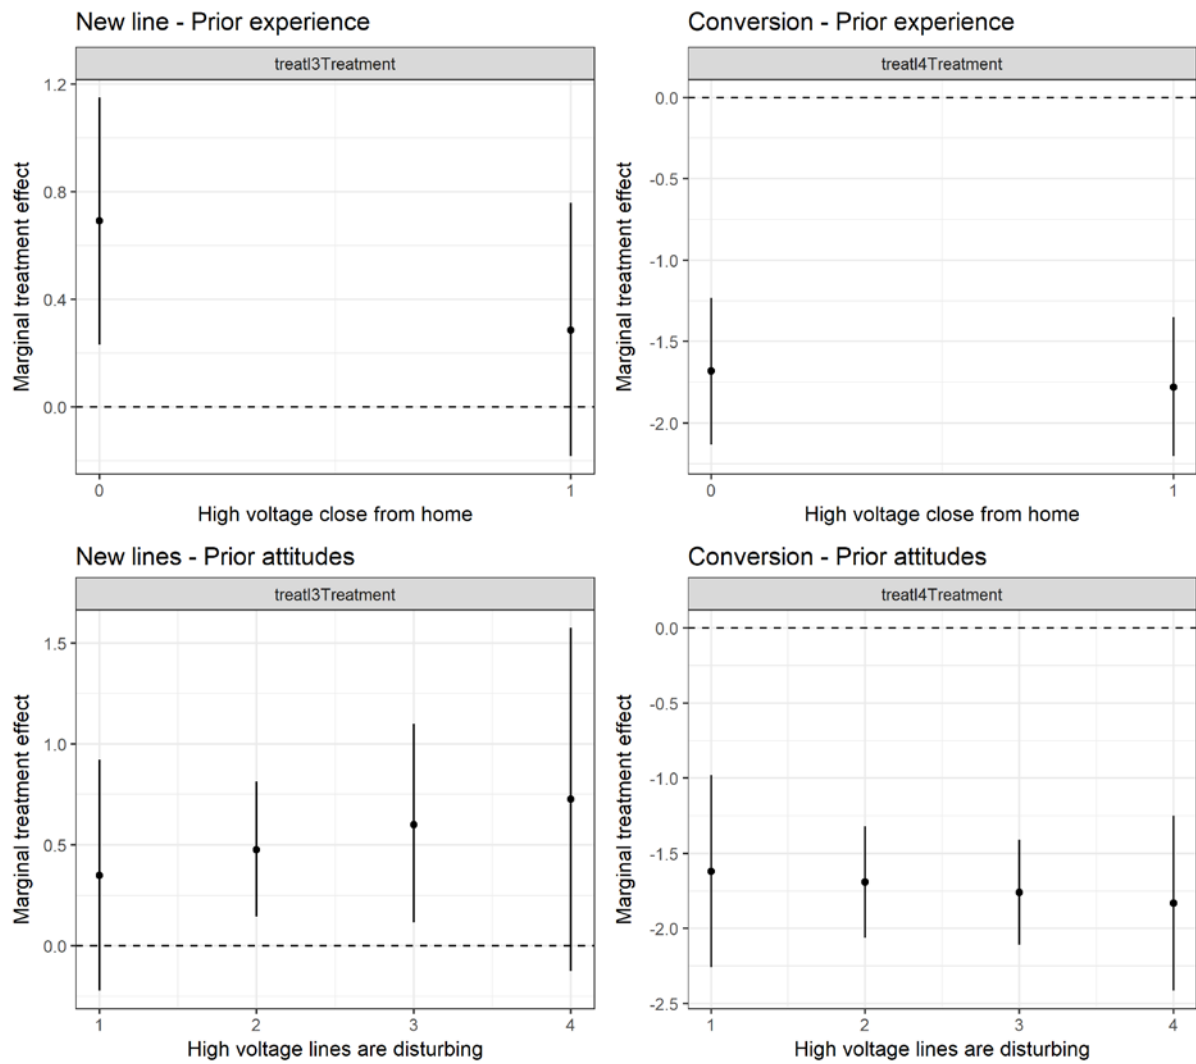 New line - Prior experience
treatI3Treatment
Marginal treatment effect
1.2
0.8
0.4
0.0
0
1
High voltage close from home
Conversion - Prior experience
treatI4Treatment
Marginal treatment effect
0.0
-0.5
-1.0
-1.5
-2.0
0
1
High voltage close from home
New lines - Prior attitudes
treatI3Treatment
Marginal treatment effect
1.5
1.0
0.5
0.0
1
2
3
4
High voltage lines are disturbing
Conversion - Prior attitudes
treatI4Treatment
Marginal treatment effect
0.0
-0.5
-1.0
-1.5
-2.0
-2.5
1
2
3
4
High voltage lines are disturbing